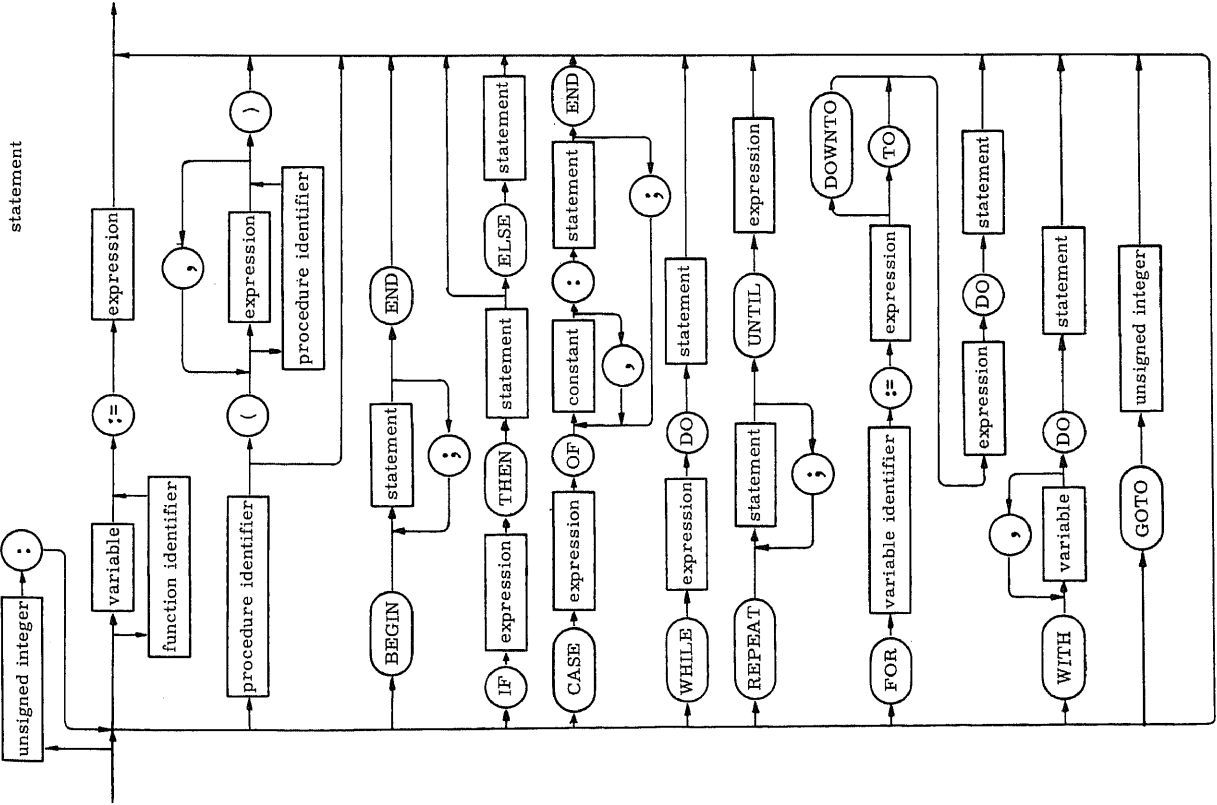 statement
unsigned integer
:
variable
:=
expression
function identifier
procedure identifier
(
expression
)
,
procedure identifier
BEGIN
statement
END
;
IF
expression
THEN
statement
ELSE
statement
CASE
expression
OF
constant
:
statement
END
,
;
WHILE
expression
DO
statement
REPEAT
statement
UNTIL
expression
;
FOR
variable identifier
:=
expression
TO
DOWNTO
expression
DO
statement
WITH
variable
DO
statement
,
GOTO
unsigned integer